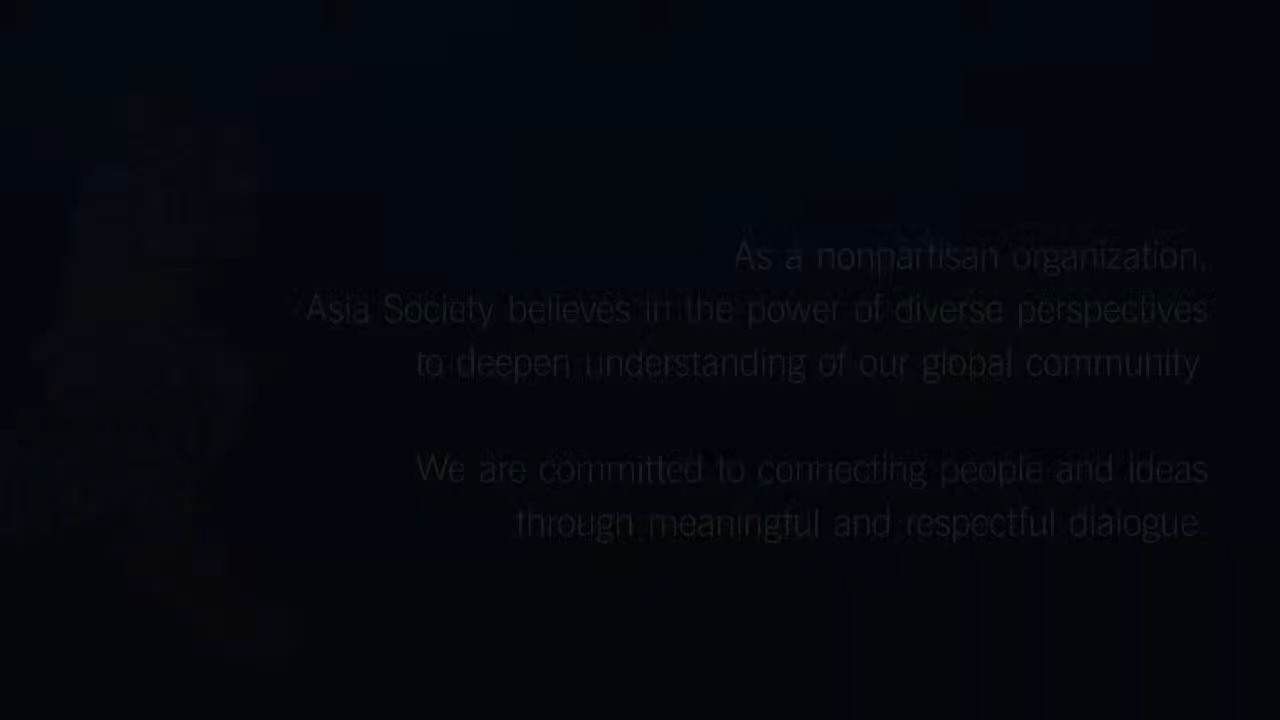 As a nonpartisan organization,
Asia Society believes in the power of diverse perspectives
to deepen understanding of our global community
We are committed to connecting people and ideas
through meaningful and respectful dialogue